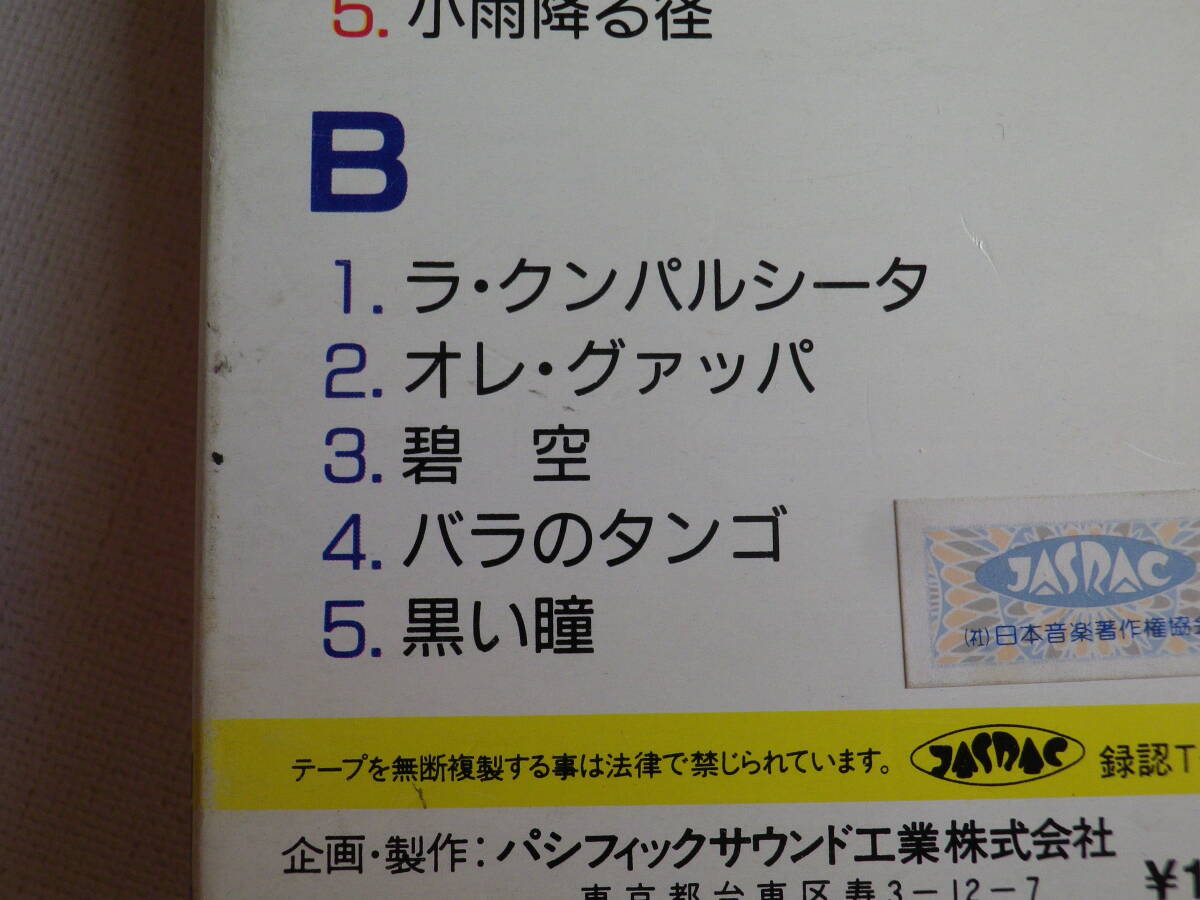 5. 小雨降る径
B
1. ラ・クンパルシータ
2. オレ・グァッパ
3. 碧　空
4. バラのタンゴ
5. 黒い瞳
JASRAC
(社)日本音楽著作権協会
テープを無断複製する事は法律で禁じられています。 JASRAC 録認T
企画・製作：パシフィックサウンド工業株式会社
東京都台東区寿3-12-7
¥1